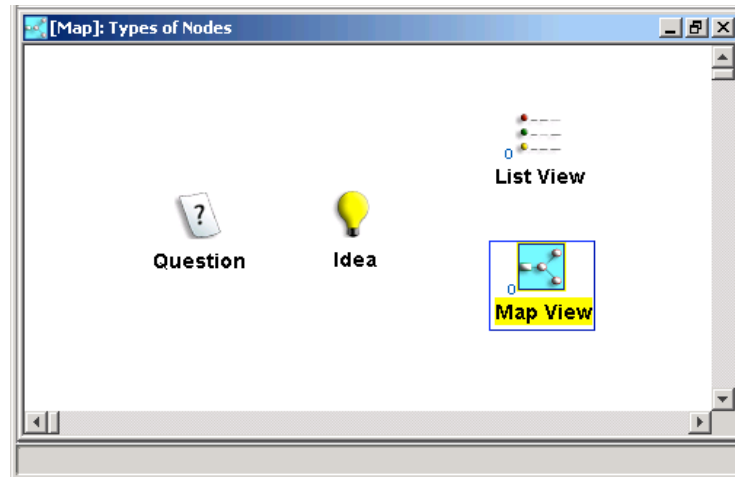 [Map]: Types of Nodes
0
List View
?
Question
Idea
0
Map View